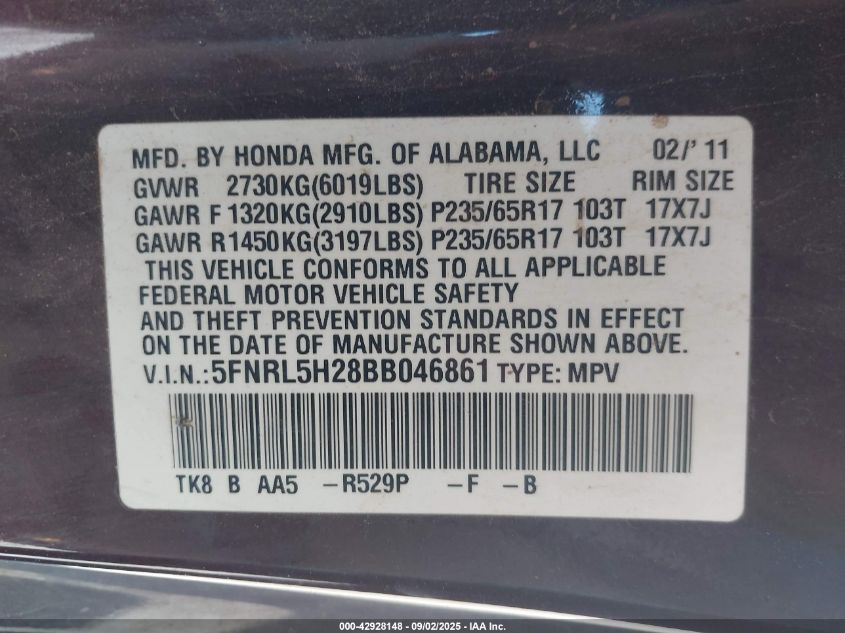 MFD. BY HONDA MFG. OF ALABAMA, LLC 02/' 11
GVWR 2730KG(6019LBS) TIRE SIZE RIM SIZE
GAWR F 1320KG(2910LBS) P235/65R17 103T 17X7J
GAWR R1450KG(3197LBS) P235/65R17 103T 17X7J
THIS VEHICLE CONFORMS TO ALL APPLICABLE
FEDERAL MOTOR VEHICLE SAFETY
AND THEFT PREVENTION STANDARDS IN EFFECT
ON THE DATE OF MANUFACTURE SHOWN ABOVE.
V.I.N.:5FNRL5H28BB046861 TYPE: MPV
TK8 B AA5 -R529P -F -B
000-42928148 - 09/02/2025 - IAA Inc.